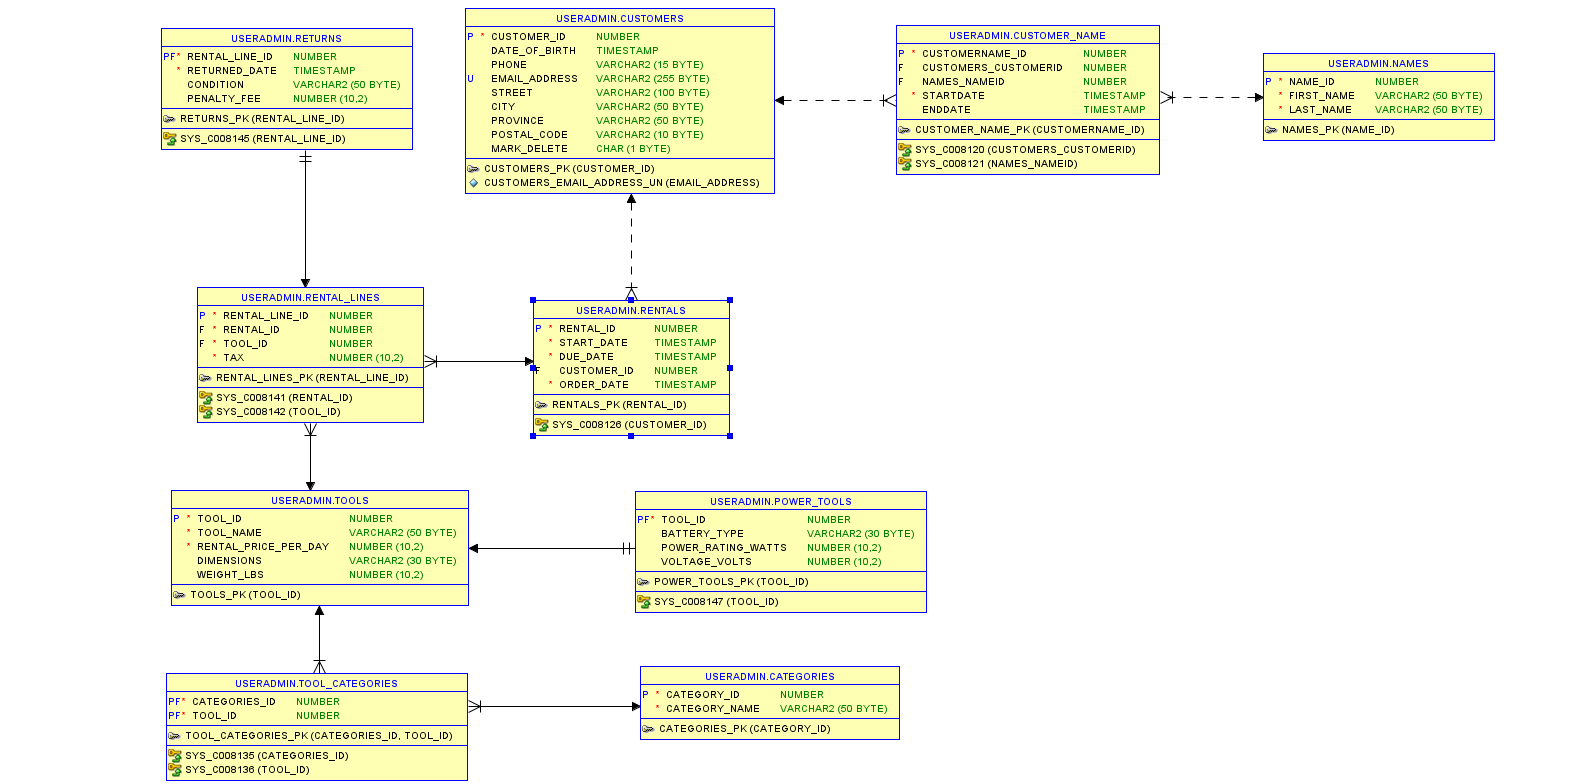 USERADMIN.RETURNS
PF* RENTAL_LINE_ID NUMBER
* RETURNED_DATE TIMESTAMP
CONDITION VARCHAR2 (50 BYTE)
PENALTY_FEE NUMBER (10,2)
RETURNS_PK (RENTAL_LINE_ID)
SYS_C008145 (RENTAL_LINE_ID)
USERADMIN.CUSTOMERS
P * CUSTOMER_ID NUMBER
DATE_OF_BIRTH TIMESTAMP
PHONE VARCHAR2 (15 BYTE)
U EMAIL_ADDRESS VARCHAR2 (255 BYTE)
STREET VARCHAR2 (100 BYTE)
CITY VARCHAR2 (50 BYTE)
PROVINCE VARCHAR2 (50 BYTE)
POSTAL_CODE VARCHAR2 (10 BYTE)
MARK_DELETE CHAR (1 BYTE)
CUSTOMERS_PK (CUSTOMER_ID)
CUSTOMERS_EMAIL_ADDRESS_UN (EMAIL_ADDRESS)
USERADMIN.CUSTOMER_NAME
P * CUSTOMERNAME_ID NUMBER
F CUSTOMERS_CUSTOMERID NUMBER
F NAMES_NAMEID NUMBER
* STARTDATE TIMESTAMP
ENDDATE TIMESTAMP
CUSTOMER_NAME_PK (CUSTOMERNAME_ID)
SYS_C008120 (CUSTOMERS_CUSTOMERID)
SYS_C008121 (NAMES_NAMEID)
USERADMIN.NAMES
P * NAME_ID NUMBER
* FIRST_NAME VARCHAR2 (50 BYTE)
* LAST_NAME VARCHAR2 (50 BYTE)
NAMES_PK (NAME_ID)
USERADMIN.RENTAL_LINES
P * RENTAL_LINE_ID NUMBER
F * RENTAL_ID NUMBER
F * TOOL_ID NUMBER
* TAX NUMBER (10,2)
RENTAL_LINES_PK (RENTAL_LINE_ID)
SYS_C008141 (RENTAL_ID)
SYS_C008142 (TOOL_ID)
USERADMIN.RENTALS
P * RENTAL_ID NUMBER
* START_DATE TIMESTAMP
* DUE_DATE TIMESTAMP
F CUSTOMER_ID NUMBER
* ORDER_DATE TIMESTAMP
RENTALS_PK (RENTAL_ID)
SYS_C008126 (CUSTOMER_ID)
USERADMIN.TOOLS
P * TOOL_ID NUMBER
* TOOL_NAME VARCHAR2 (50 BYTE)
* RENTAL_PRICE_PER_DAY NUMBER (10,2)
DIMENSIONS VARCHAR2 (30 BYTE)
WEIGHT_LBS NUMBER (10,2)
TOOLS_PK (TOOL_ID)
USERADMIN.POWER_TOOLS
PF* TOOL_ID NUMBER
BATTERY_TYPE VARCHAR2 (30 BYTE)
POWER_RATING_WATTS NUMBER (10,2)
VOLTAGE_VOLTS NUMBER (10,2)
POWER_TOOLS_PK (TOOL_ID)
SYS_C008147 (TOOL_ID)
USERADMIN.TOOL_CATEGORIES
PF* CATEGORIES_ID NUMBER
PF* TOOL_ID NUMBER
TOOL_CATEGORIES_PK (CATEGORIES_ID, TOOL_ID)
SYS_C008135 (CATEGORIES_ID)
SYS_C008136 (TOOL_ID)
USERADMIN.CATEGORIES
P * CATEGORY_ID NUMBER
* CATEGORY_NAME VARCHAR2 (50 BYTE)
CATEGORIES_PK (CATEGORY_ID)